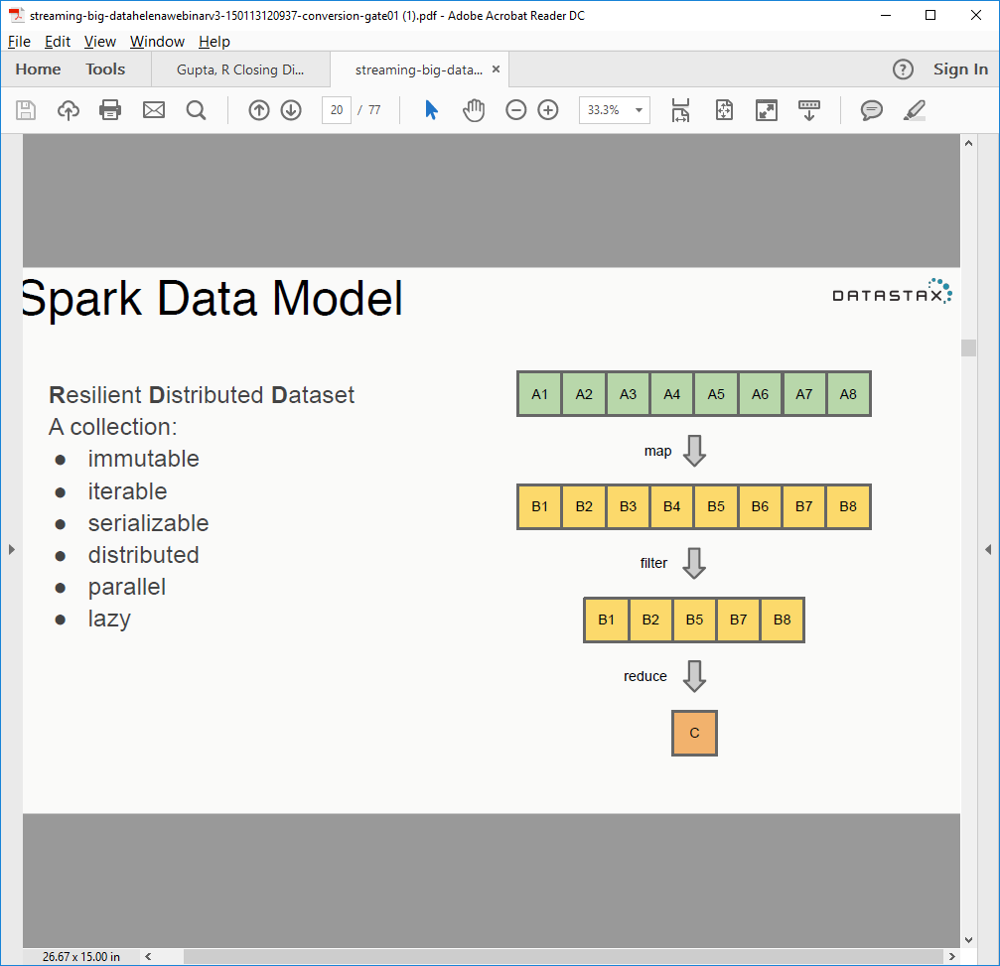 streaming-big-datahelenawebinarv3-150113120937-conversion-gate01 (1).pdf - Adobe Acrobat Reader DC
File Edit View Window Help
Home Tools Gupta, R Closing Di... streaming-big-data... × ? Sign In
20 / 77 33.3%
Spark Data Model
DATASTAX
Resilient Distributed Dataset
A collection:
● immutable
● iterable
● serializable
● distributed
● parallel
● lazy
A1 A2 A3 A4 A5 A6 A7 A8
map
B1 B2 B3 B4 B5 B6 B7 B8
filter
B1 B2 B5 B7 B8
reduce
C
26.67 x 15.00 in